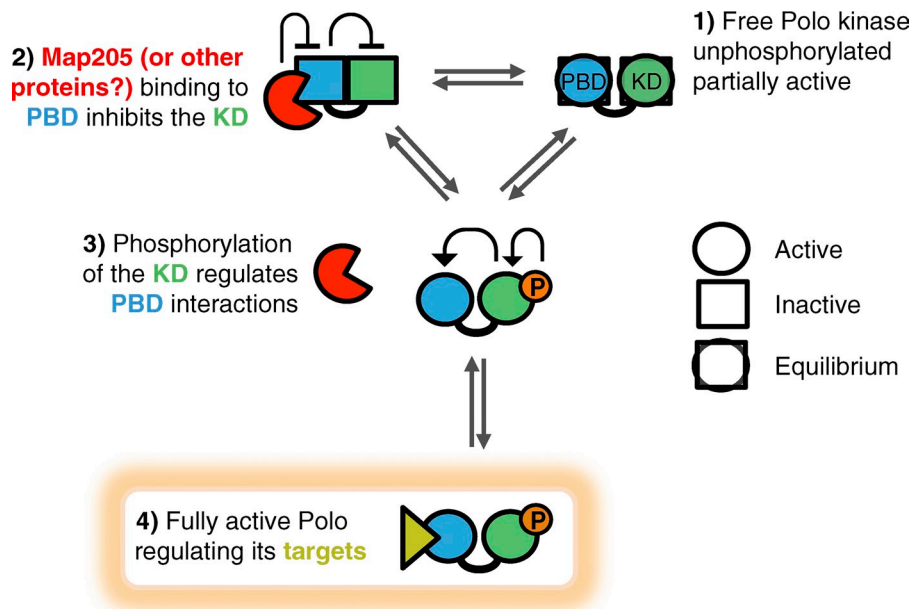 1) Free Polo kinase
unphosphorylated
partially active
2) Map205 (or other
proteins?) binding to
PBD inhibits the KD
PBD
KD
3) Phosphorylation
of the KD regulates
PBD interactions
P
Active
Inactive
Equilibrium
4) Fully active Polo
regulating its targets
P